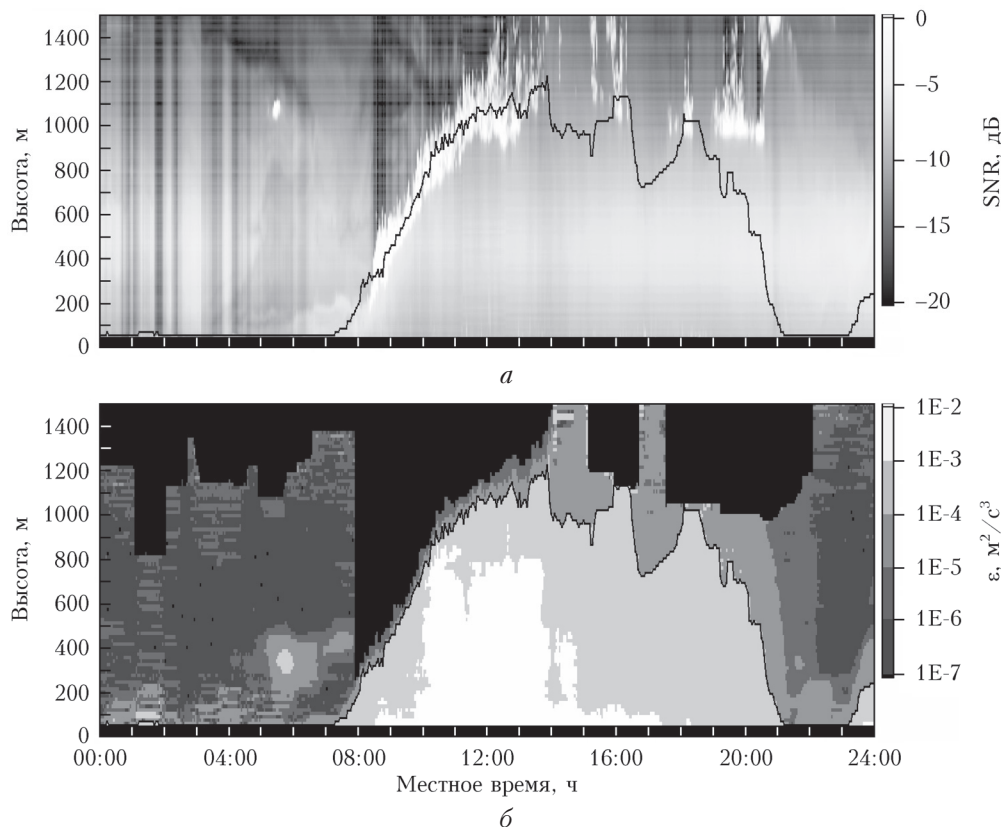 1400
1200
1000
800
600
400
200
0
Высота, м
0
−5
−10
−15
−20
SNR, дБ
а
1400
1200
1000
800
600
400
200
0
Высота, м
1E-2
1E-3
1E-4
1E-5
1E-6
1E-7
ε, м²/с³
00:00 04:00 08:00 12:00 16:00 20:00 24:00
Местное время, ч
б